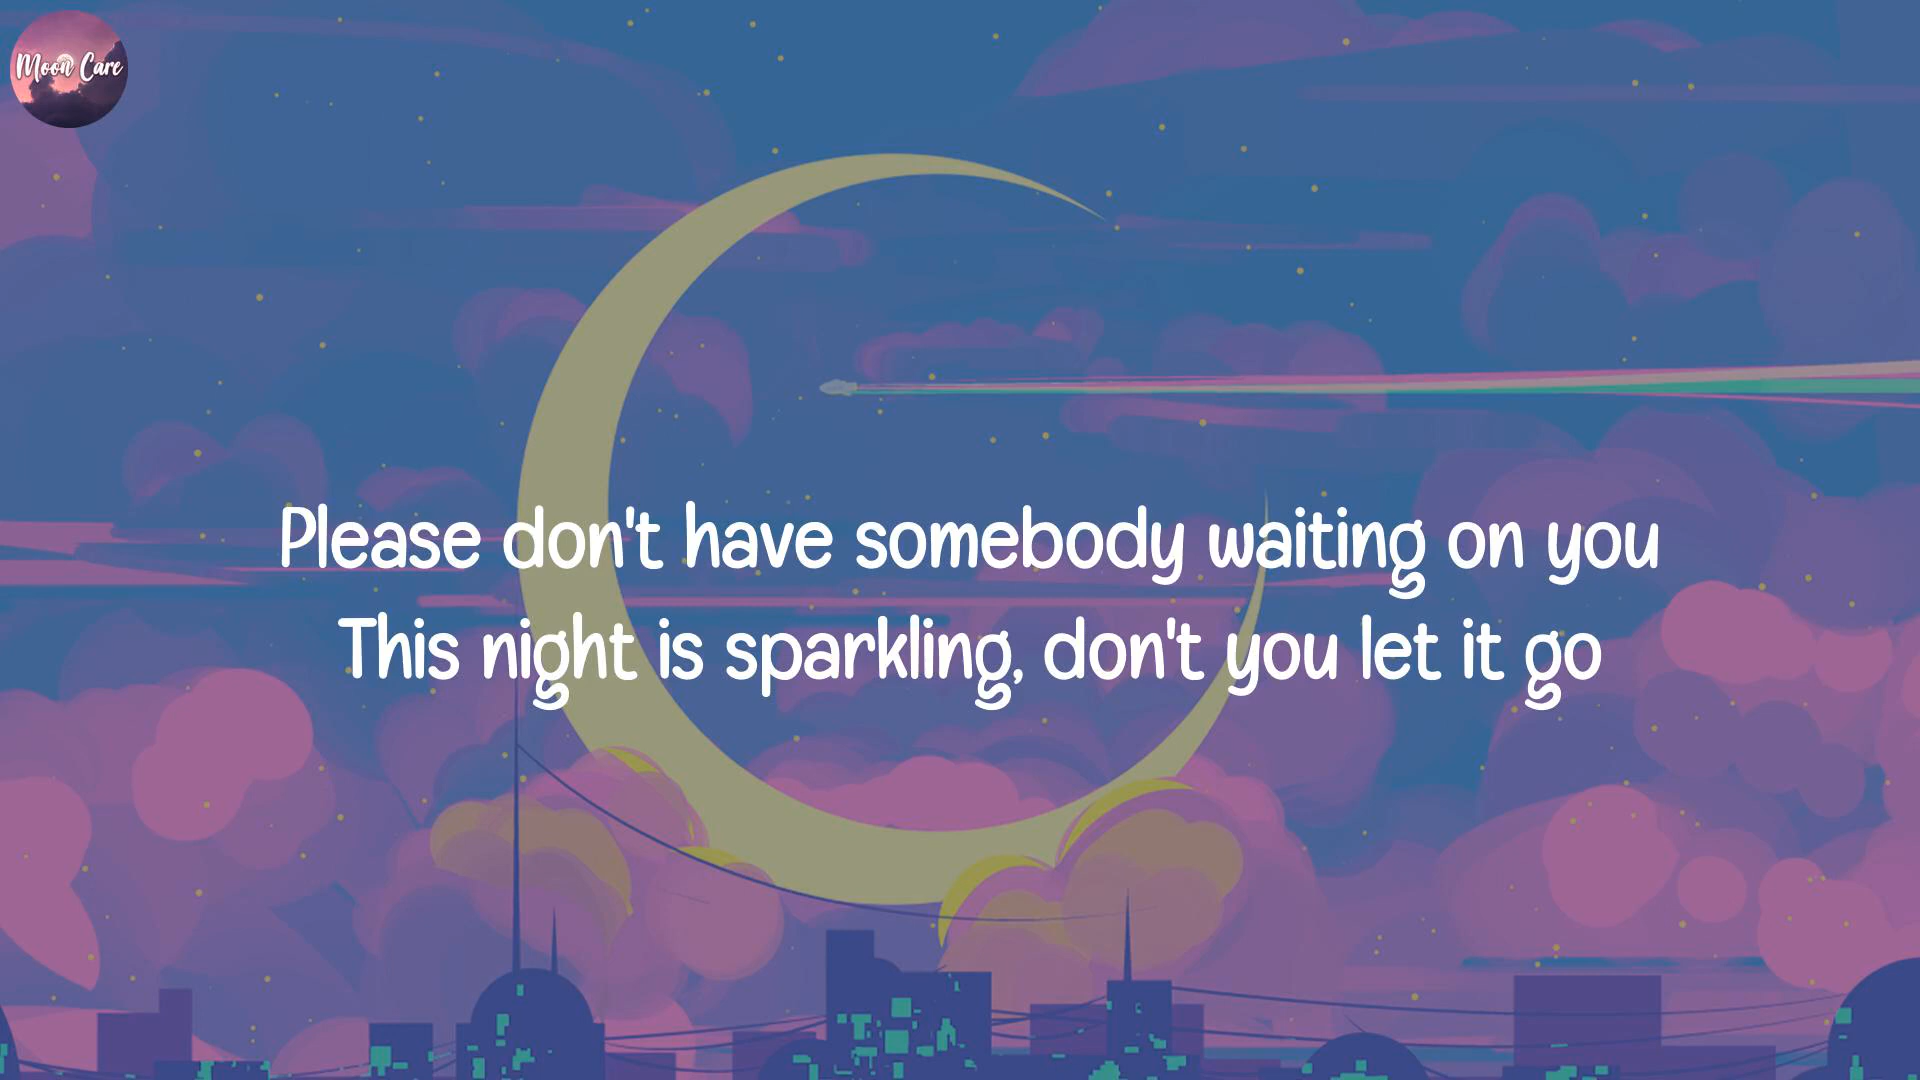 Moon Care
Please don't have somebody waiting on you
This night is sparkling, don't you let it go